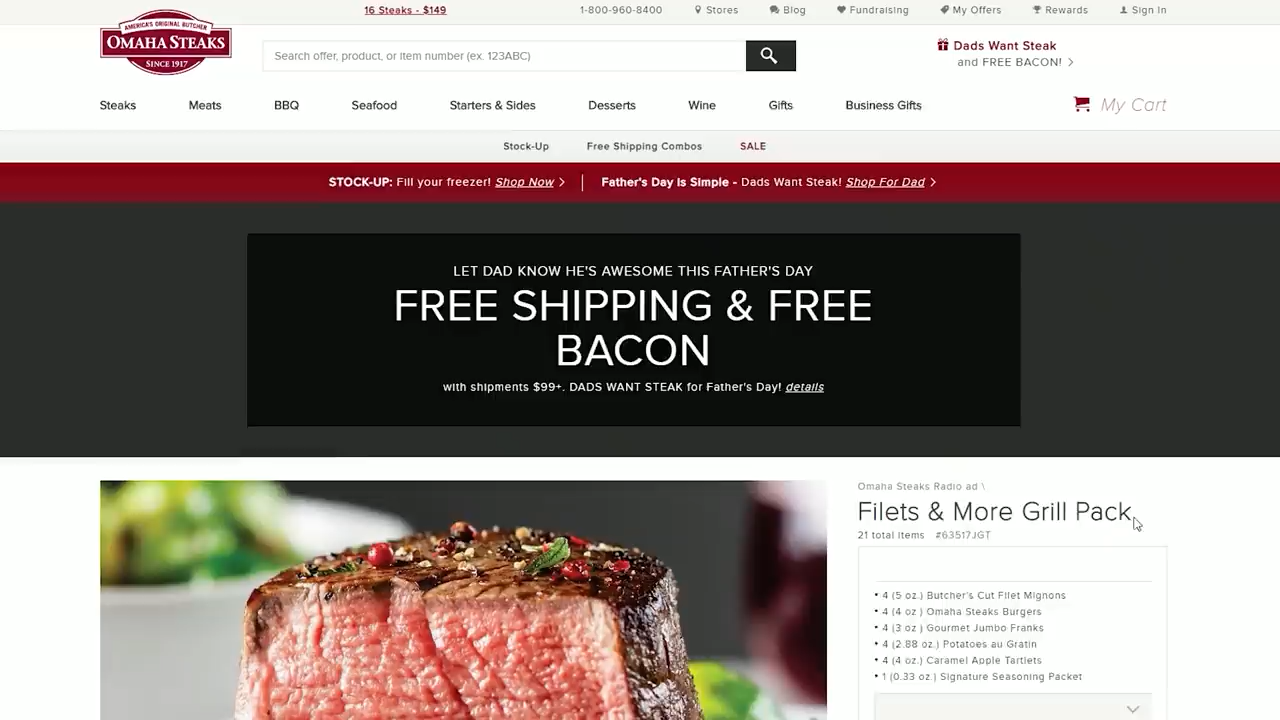 16 Steaks - $149
1-800-960-8400
Stores
Blog
Fundraising
My Offers
Rewards
Sign In
AMERICA'S ORIGINAL BUTCHER
OMAHA STEAKS
SINCE 1917
Search offer, product, or item number (ex. 123ABC)
Dads Want Steak
and FREE BACON!
Steaks
Meats
BBQ
Seafood
Starters & Sides
Desserts
Wine
Gifts
Business Gifts
My Cart
Stock-Up
Free Shipping Combos
SALE
STOCK-UP: Fill your freezer! Shop Now
Father's Day Is Simple - Dads Want Steak! Shop For Dad
LET DAD KNOW HE'S AWESOME THIS FATHER'S DAY
FREE SHIPPING & FREE
BACON
with shipments $99+. DADS WANT STEAK for Father's Day! details
Omaha Steaks Radio ad \
Filets & More Grill Pack
21 total items #63517JGT
• 4 (5 oz.) Butcher's Cut Filet Mignons
• 4 (4 oz ) Omaha Steaks Burgers
• 4 (3 oz ) Gourmet Jumbo Franks
• 4 (2.88 oz.) Potatoes au Gratin
• 4 (4 oz.) Caramel Apple Tartlets
• 1 (0.33 oz.) Signature Seasoning Packet